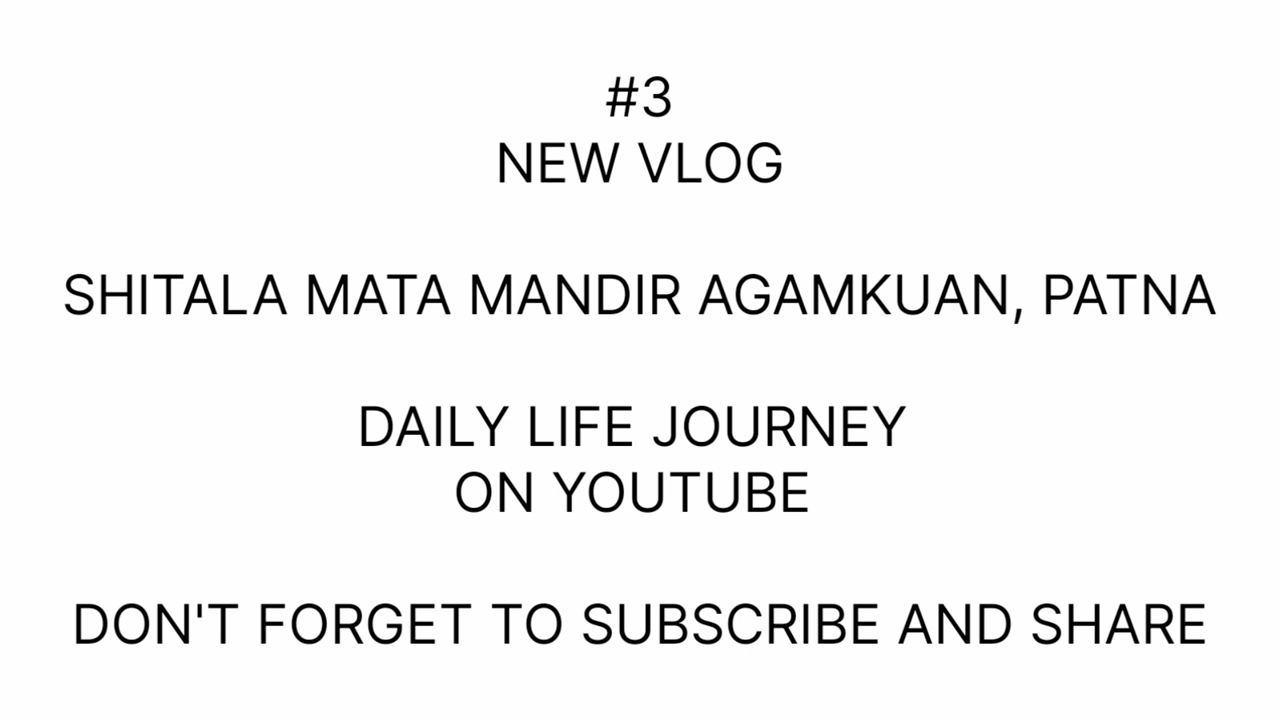 #3
NEW VLOG
SHITALA MATA MANDIR AGAMKUAN, PATNA
DAILY LIFE JOURNEY
ON YOUTUBE
DON'T FORGET TO SUBSCRIBE AND SHARE